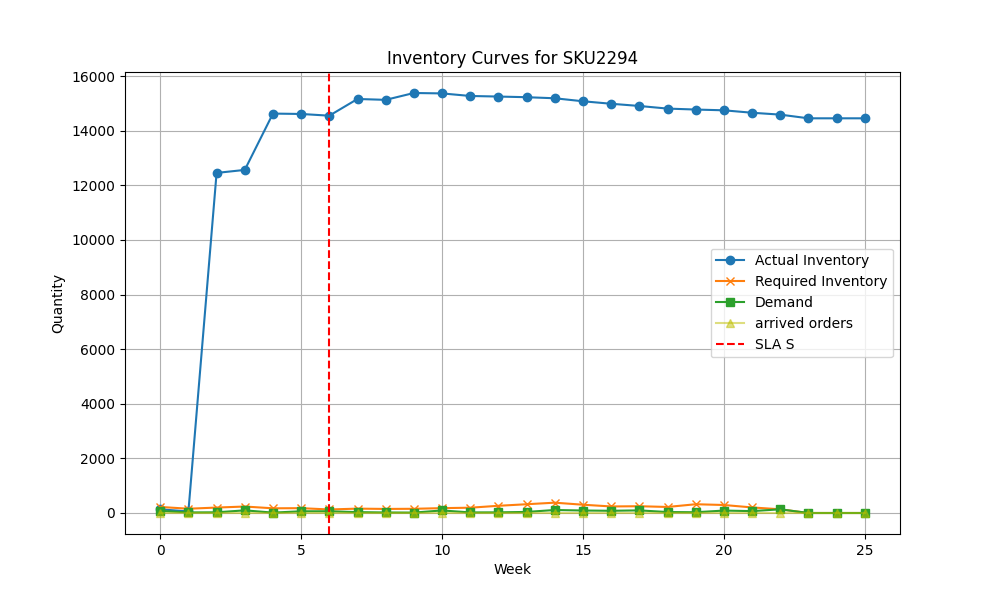 Inventory Curves for SKU2294
16000
14000
12000
10000
8000
6000
4000
2000
0
Quantity
Actual Inventory
Required Inventory
Demand
arrived orders
SLA S
0 5 10 15 20 25
Week